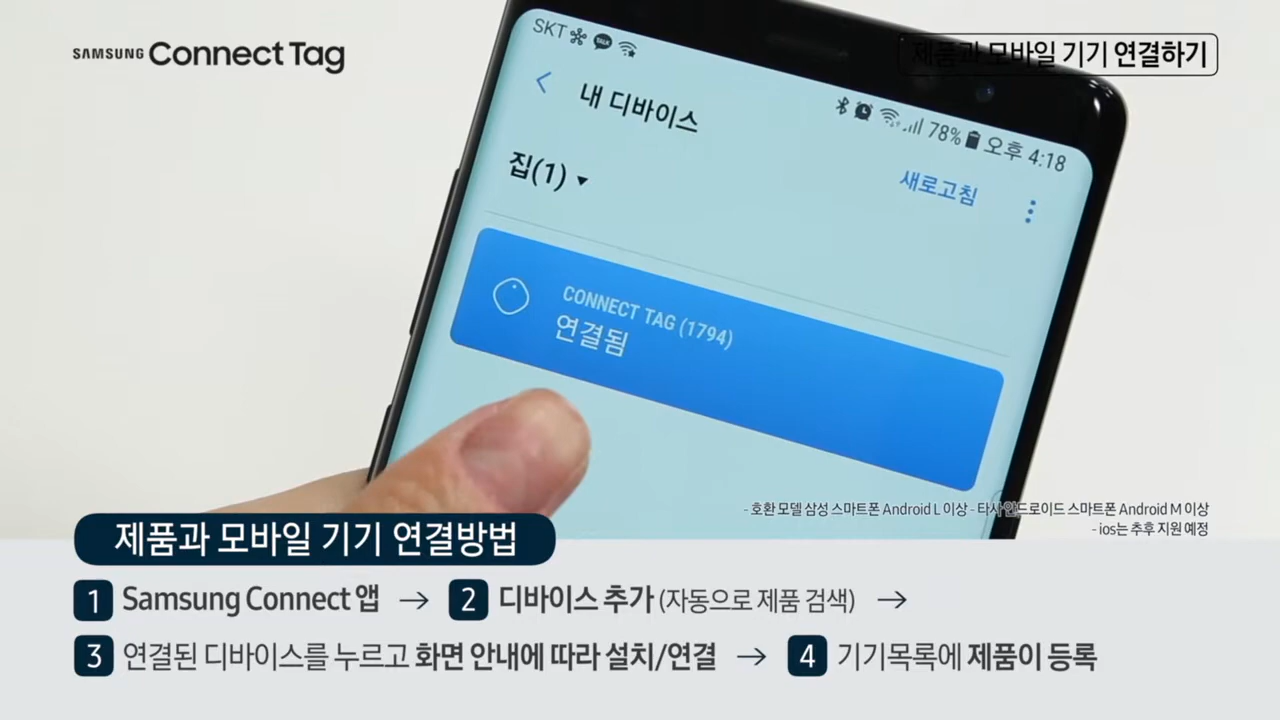 SAMSUNG Connect Tag
제품과 모바일 기기 연결하기
SKT
78% 오후 4:18
내 디바이스
집(1)
새로고침
CONNECT TAG (1794)
연결됨
- 호환 모델 삼성 스마트폰 Android L 이상 - 타사 안드로이드 스마트폰 Android M 이상
- ios는 추후 지원 예정
제품과 모바일 기기 연결방법
1 Samsung Connect 앱 → 2 디바이스 추가 (자동으로 제품 검색) →
3 연결된 디바이스를 누르고 화면 안내에 따라 설치/연결 → 4 기기목록에 제품이 등록